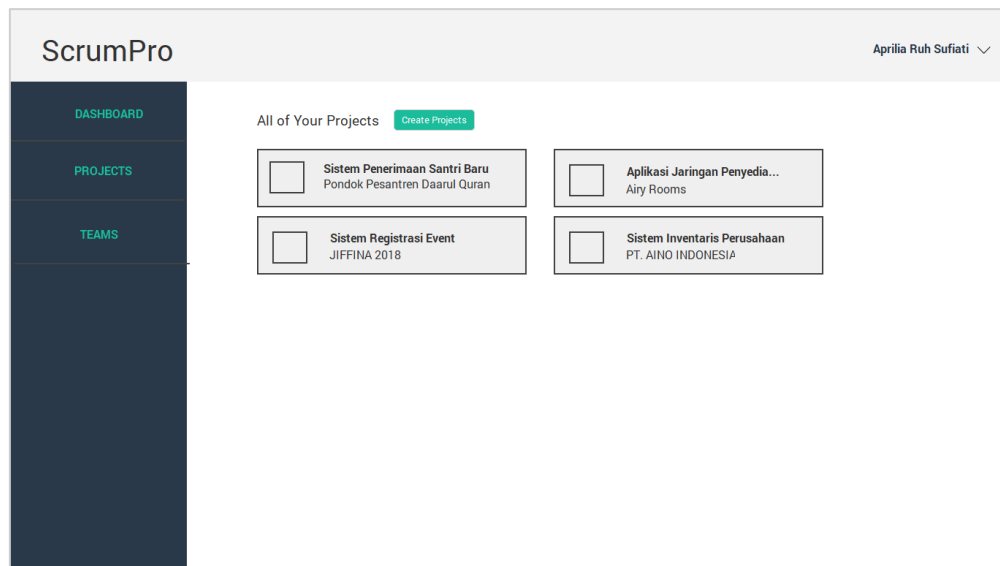 ScrumPro
Aprilia Ruh Sufiati
DASHBOARD
PROJECTS
TEAMS
All of Your Projects
Create Projects
Sistem Penerimaan Santri Baru
Pondok Pesantren Daarul Quran
Aplikasi Jaringan Penyedia...
Airy Rooms
Sistem Registrasi Event
JIFFINA 2018
Sistem Inventaris Perusahaan
PT. AINO INDONESIA